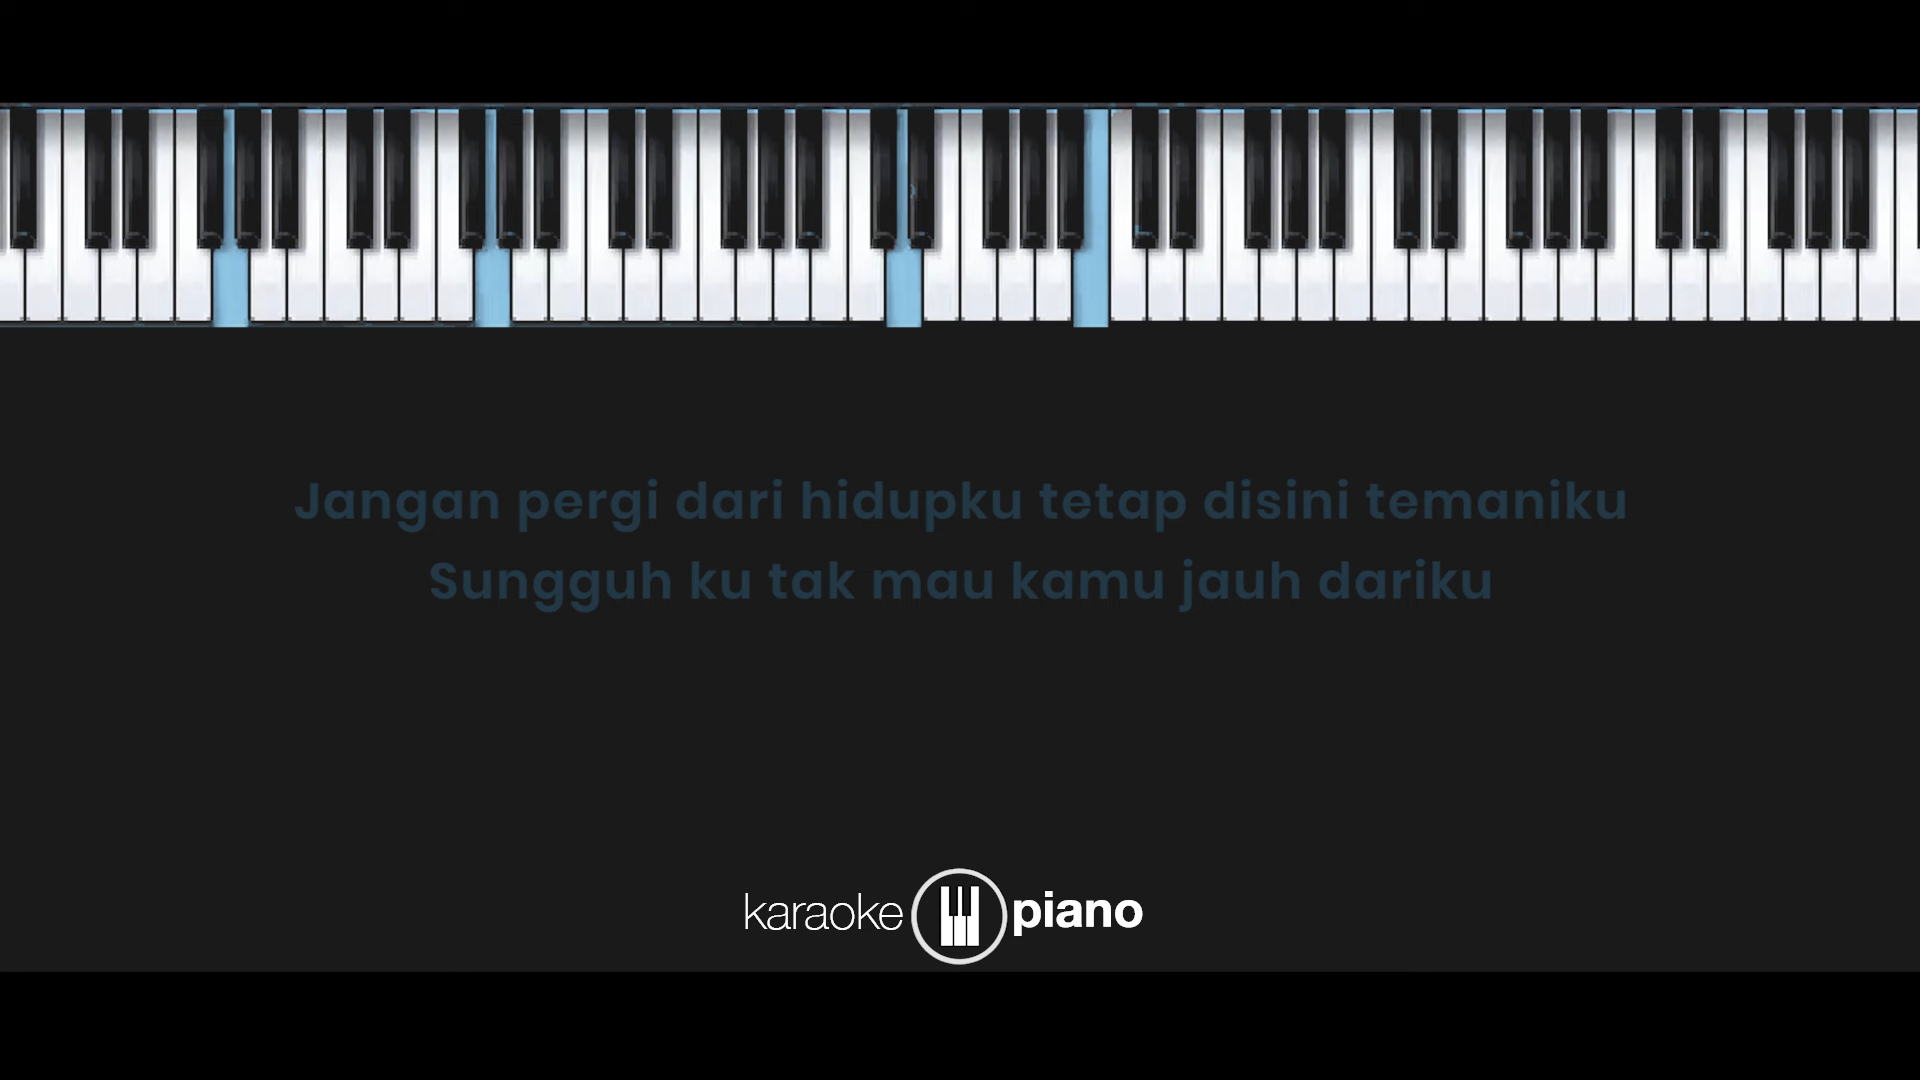 Jangan pergi dari hidupku tetap disini temaniku
Sungguh ku tak mau kamu jauh dariku
karaoke piano